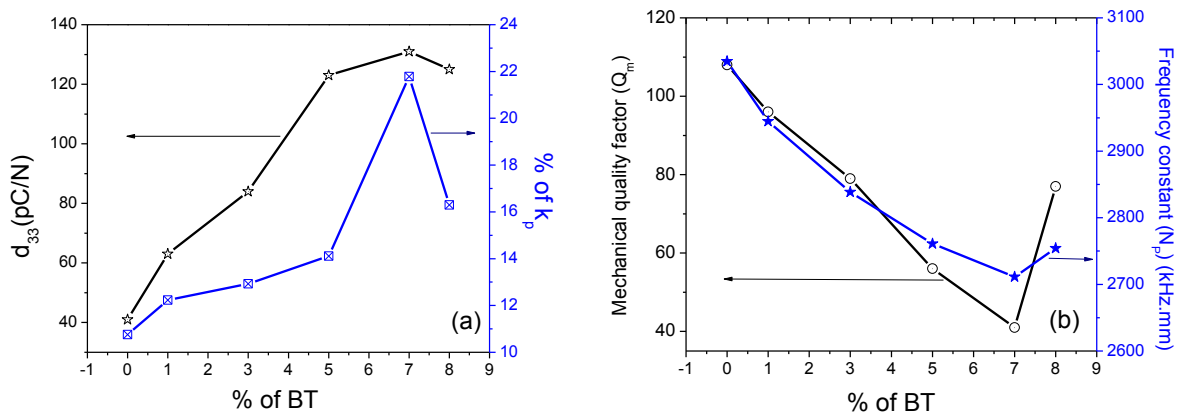 140
120
100
80
60
40
d33(pC/N)
24
22
20
18
16
14
12
10
% of kp
(a)
-1 0 1 2 3 4 5 6 7 8 9
% of BT
120
100
80
60
40
Mechanical quality factor (Qm)
3100
3000
2900
2800
2700
2600
Frequency constant (NP) (kHz.mm)
(b)
-1 0 1 2 3 4 5 6 7 8 9
% of BT